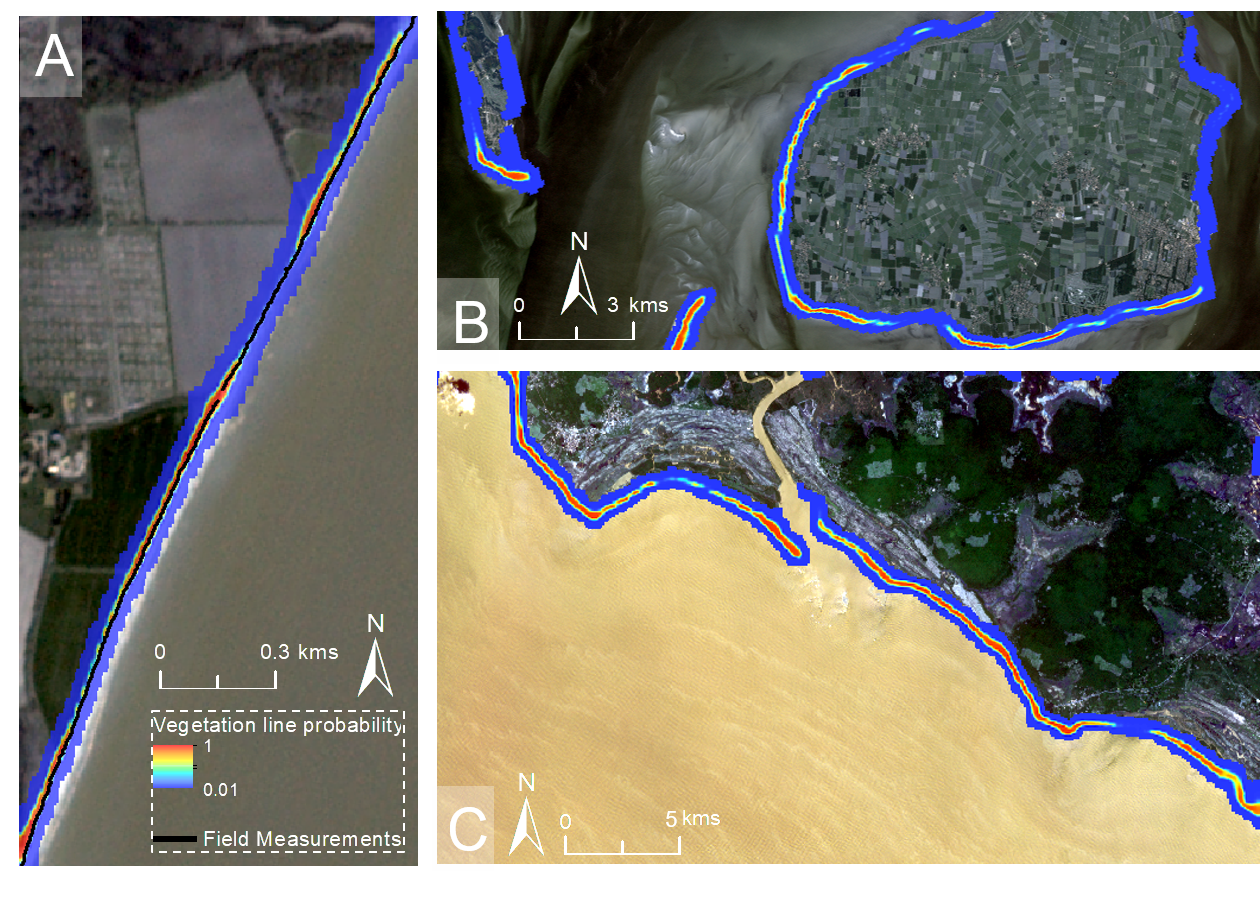 A
N
0 0.3 kms
Vegetation line probability
1
0.01
Field Measurements
B
N
0 3 kms
C
N
0 5 kms